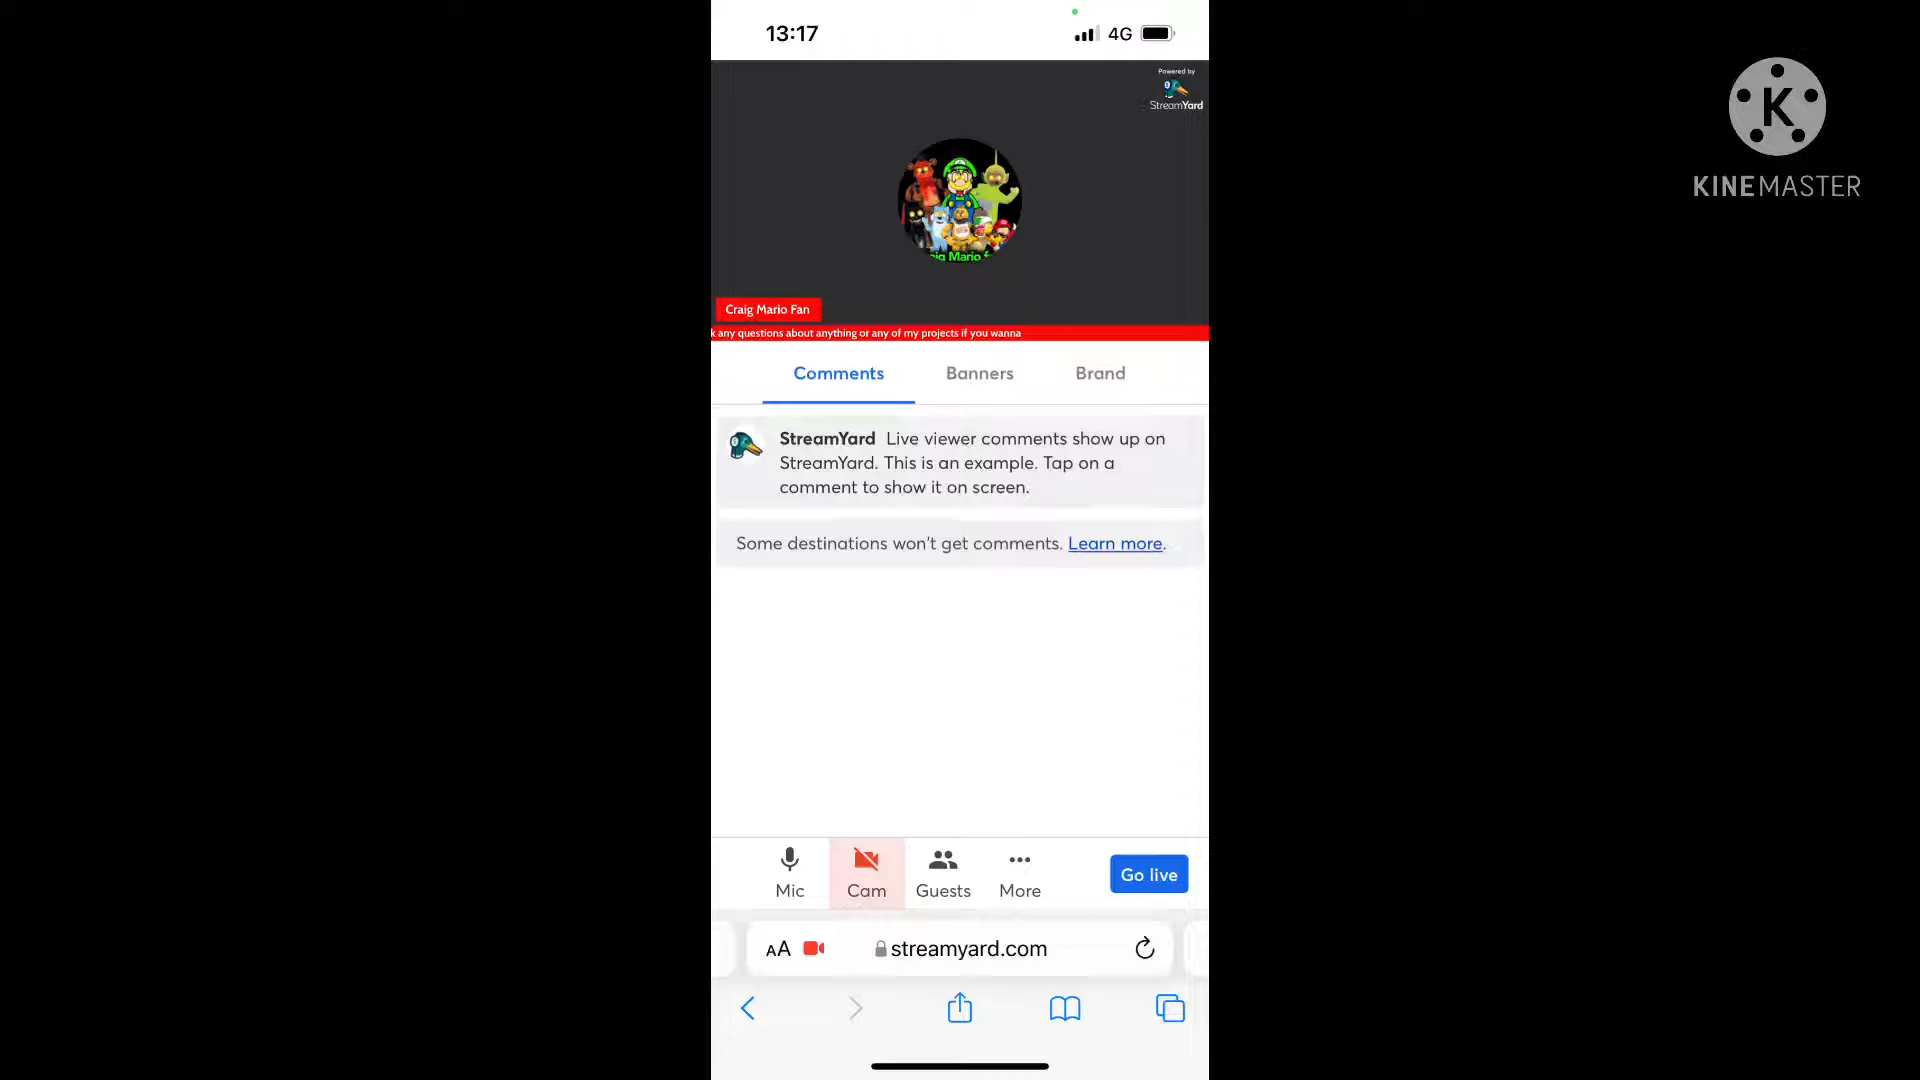 13:17
4G
Powered by
StreamYard
K
KINEMASTER
ig Mario f
Craig Mario Fan
k any questions about anything or any of my projects if you wanna
Comments
Banners
Brand
StreamYard Live viewer comments show up on
StreamYard. This is an example. Tap on a
comment to show it on screen.
Some destinations won't get comments. Learn more.
Mic
Cam
Guests
More
Go live
AA
streamyard.com